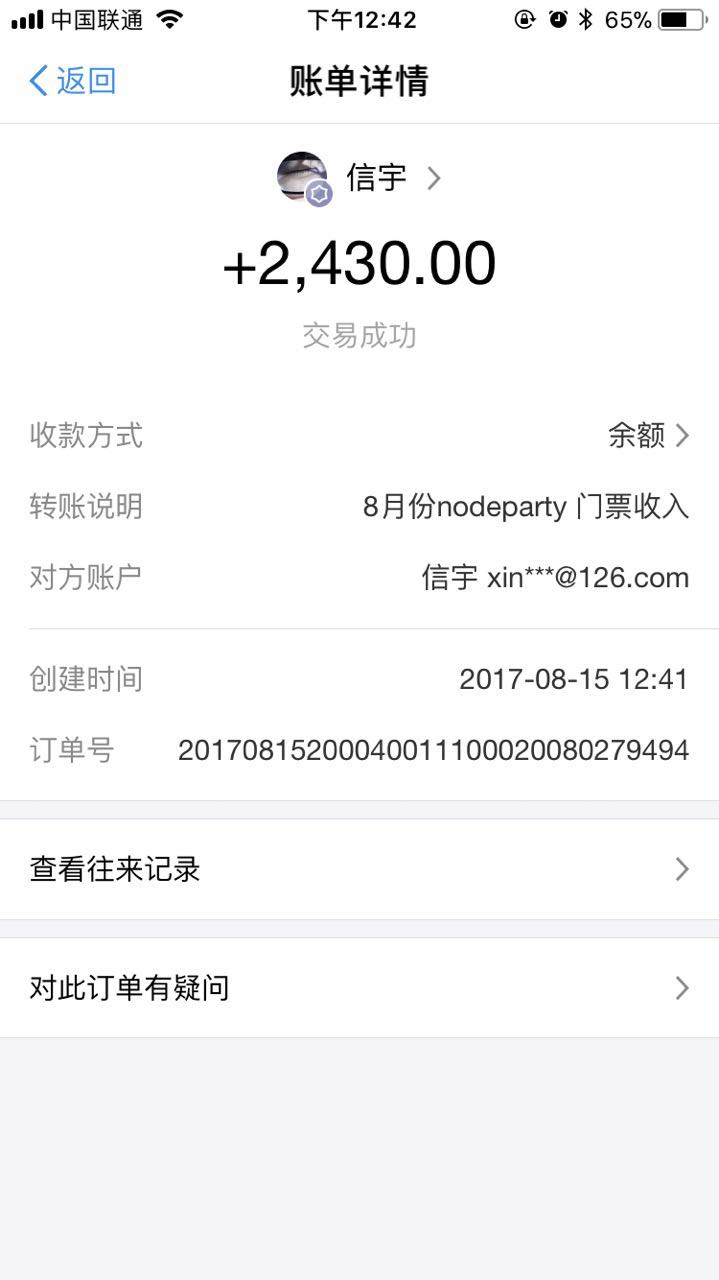 中国联通 下午12:42 65%
返回 账单详情
信宇
+2,430.00
交易成功
收款方式 余额
转账说明 8月份nodeparty 门票收入
对方账户 信宇 xin***@126.com
创建时间 2017-08-15 12:41
订单号 20170815200040011100020080279494
查看往来记录
对此订单有疑问